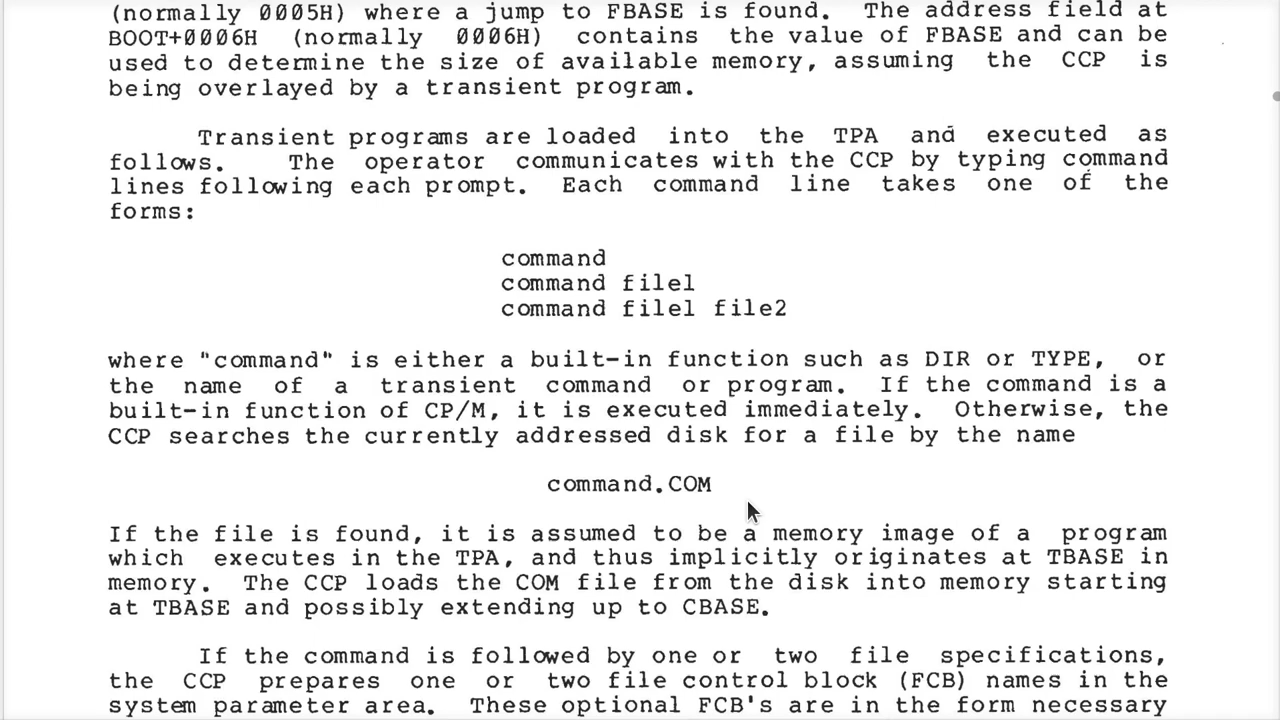 (normally 0005H) where a jump to FBASE is found.  The address field at
BOOT+0006H  (normally  0006H)  contains  the value of FBASE and can be
used to determine the size of available memory, assuming  the  CCP  is
being overlayed by a transient program.
Transient programs are loaded  into  the  TPA  and  executed  as
follows.   The  operator  communicates with the CCP by typing command
lines following each prompt.  Each  command  line  takes  one  of  the
forms:
command
command file1
command file1 file2
where "command" is either a built-in function such as DIR or TYPE,  or
the  name  of  a  transient  command  or program.  If the command is a
built-in function of CP/M, it is executed immediately.  Otherwise, the
CCP searches the currently addressed disk for a file by the name
command.COM
If the file is found, it is assumed to be a memory image of a  program
which  executes in the TPA, and thus implicitly originates at TBASE in
memory.  The CCP loads the COM file from the disk into memory starting
at TBASE and possibly extending up to CBASE.
If the command is followed by one or  two  file  specifications,
the  CCP  prepares  one  or  two file control block (FCB) names in the
system parameter area.  These optional FCB's are in the form necessary